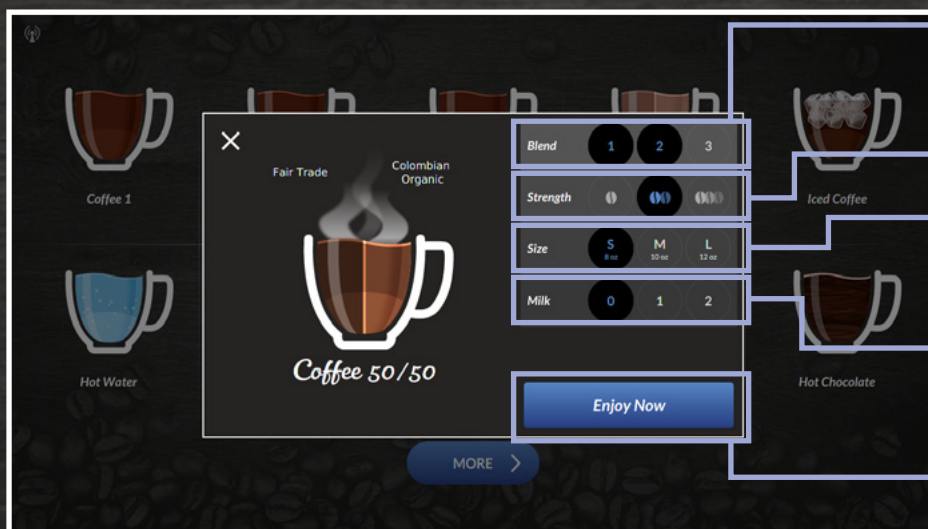 Coffee 1
Iced Coffee
Hot Water
Hot Chocolate
Fair Trade
Colombian
Organic
Coffee 50/50
Blend 1 2 3
Strength
Size S M L
8 oz 10 oz 12 oz
Milk 0 1 2
Enjoy Now
MORE